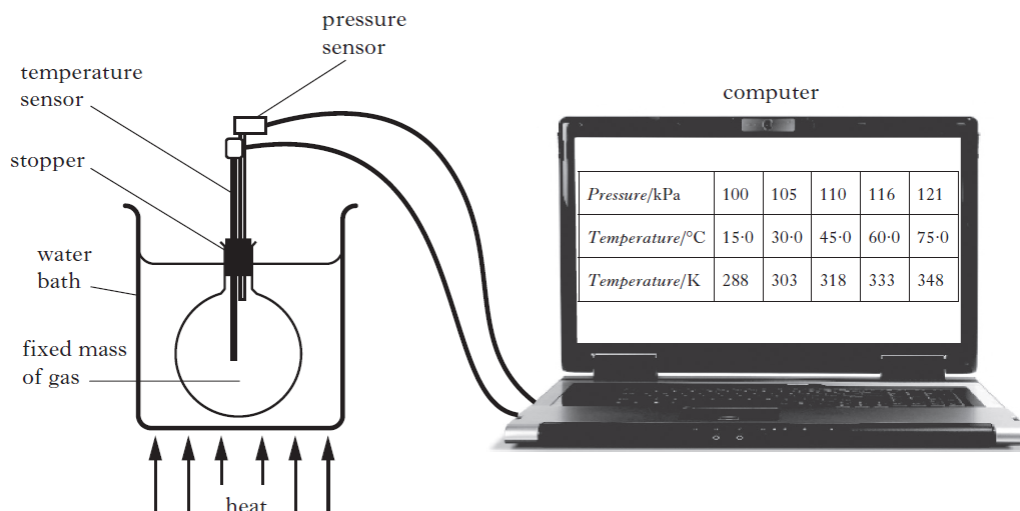 pressure
sensor
temperature
sensor
computer
stopper
Pressure/kPa 100 105 110 116 121
Temperature/°C 15·0 30·0 45·0 60·0 75·0
Temperature/K 288 303 318 333 348
water
bath
fixed mass
of gas
heat